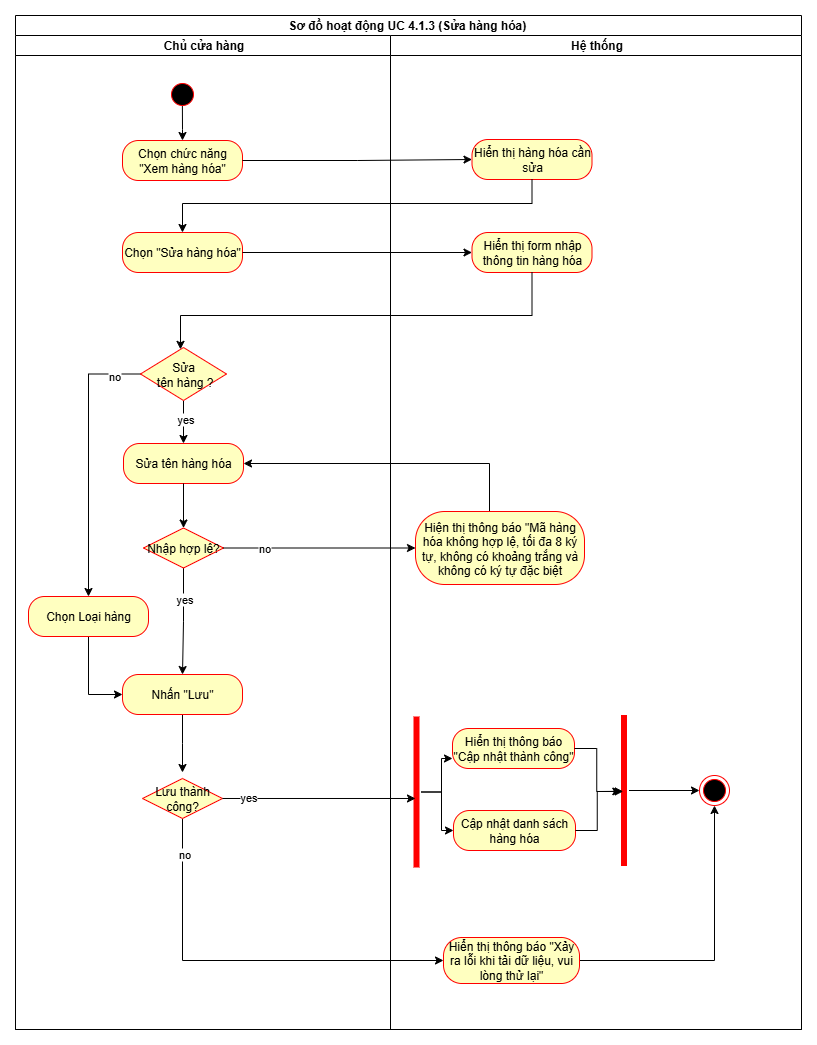 Sơ đồ hoạt động UC 4.1.3 (Sửa hàng hóa)
Chủ cửa hàng
Hệ thống
Chọn chức năng
"Xem hàng hóa"
Hiển thị hàng hóa cần
sửa
Chọn "Sửa hàng hóa"
Hiển thị form nhập
thông tin hàng hóa
Sửa
tên hàng ?
no
yes
Sửa tên hàng hóa
Nhập hợp lệ?
no
Hiện thị thông báo "Mã hàng
hóa không hợp lệ, tối đa 8 ký
tự, không có khoảng trắng và
không có ký tự đặc biệt
yes
Chọn Loại hàng
Nhấn "Lưu"
Hiển thị thông báo
"Cập nhật thành công"
Lưu thành
công?
yes
Cập nhật danh sách
hàng hóa
no
Hiển thị thông báo "Xảy
ra lỗi khi tải dữ liệu, vui
lòng thử lại"